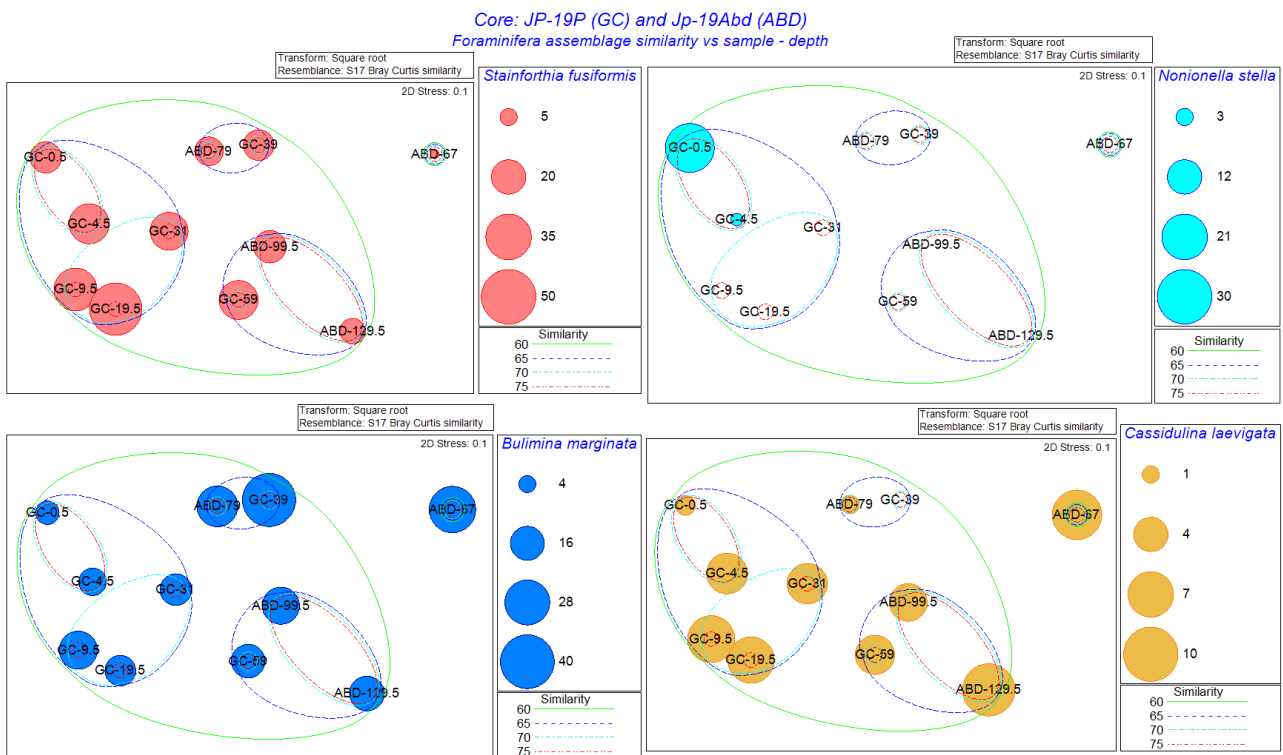 Core: JP-19P (GC) and Jp-19Abd (ABD)
Foraminifera assemblage similarity vs sample - depth
Transform: Square root
Resemblance: S17 Bray Curtis similarity
2D Stress: 0.1
GC-0.5
ABD-79
GC-39
ABD-67
GC-4.5
GC-31
ABD-99.5
GC-9.5
GC-19.5
GC-59
ABD-129.5
Stainforthia fusiformis
5
20
35
50
Similarity
60
65
70
75
Transform: Square root
Resemblance: S17 Bray Curtis similarity
2D Stress: 0.1
GC-0.5
ABD-79
GC-39
ABD-67
GC-4.5
GC-31
ABD-99.5
GC-9.5
GC-19.5
GC-59
ABD-129.5
Nonionella stella
3
12
21
30
Similarity
60
65
70
75
Transform: Square root
Resemblance: S17 Bray Curtis similarity
2D Stress: 0.1
GC-0.5
ABD-79
GC-39
ABD-67
GC-4.5
GC-31
ABD-99.5
GC-9.5
GC-19.5
GC-59
ABD-129.5
Bulimina marginata
4
16
28
40
Similarity
60
65
70
75
Transform: Square root
Resemblance: S17 Bray Curtis similarity
2D Stress: 0.1
GC-0.5
ABD-79
GC-39
ABD-67
GC-4.5
GC-31
ABD-99.5
GC-9.5
GC-19.5
GC-59
ABD-129.5
Cassidulina laevigata
1
4
7
10
Similarity
60
65
70
75